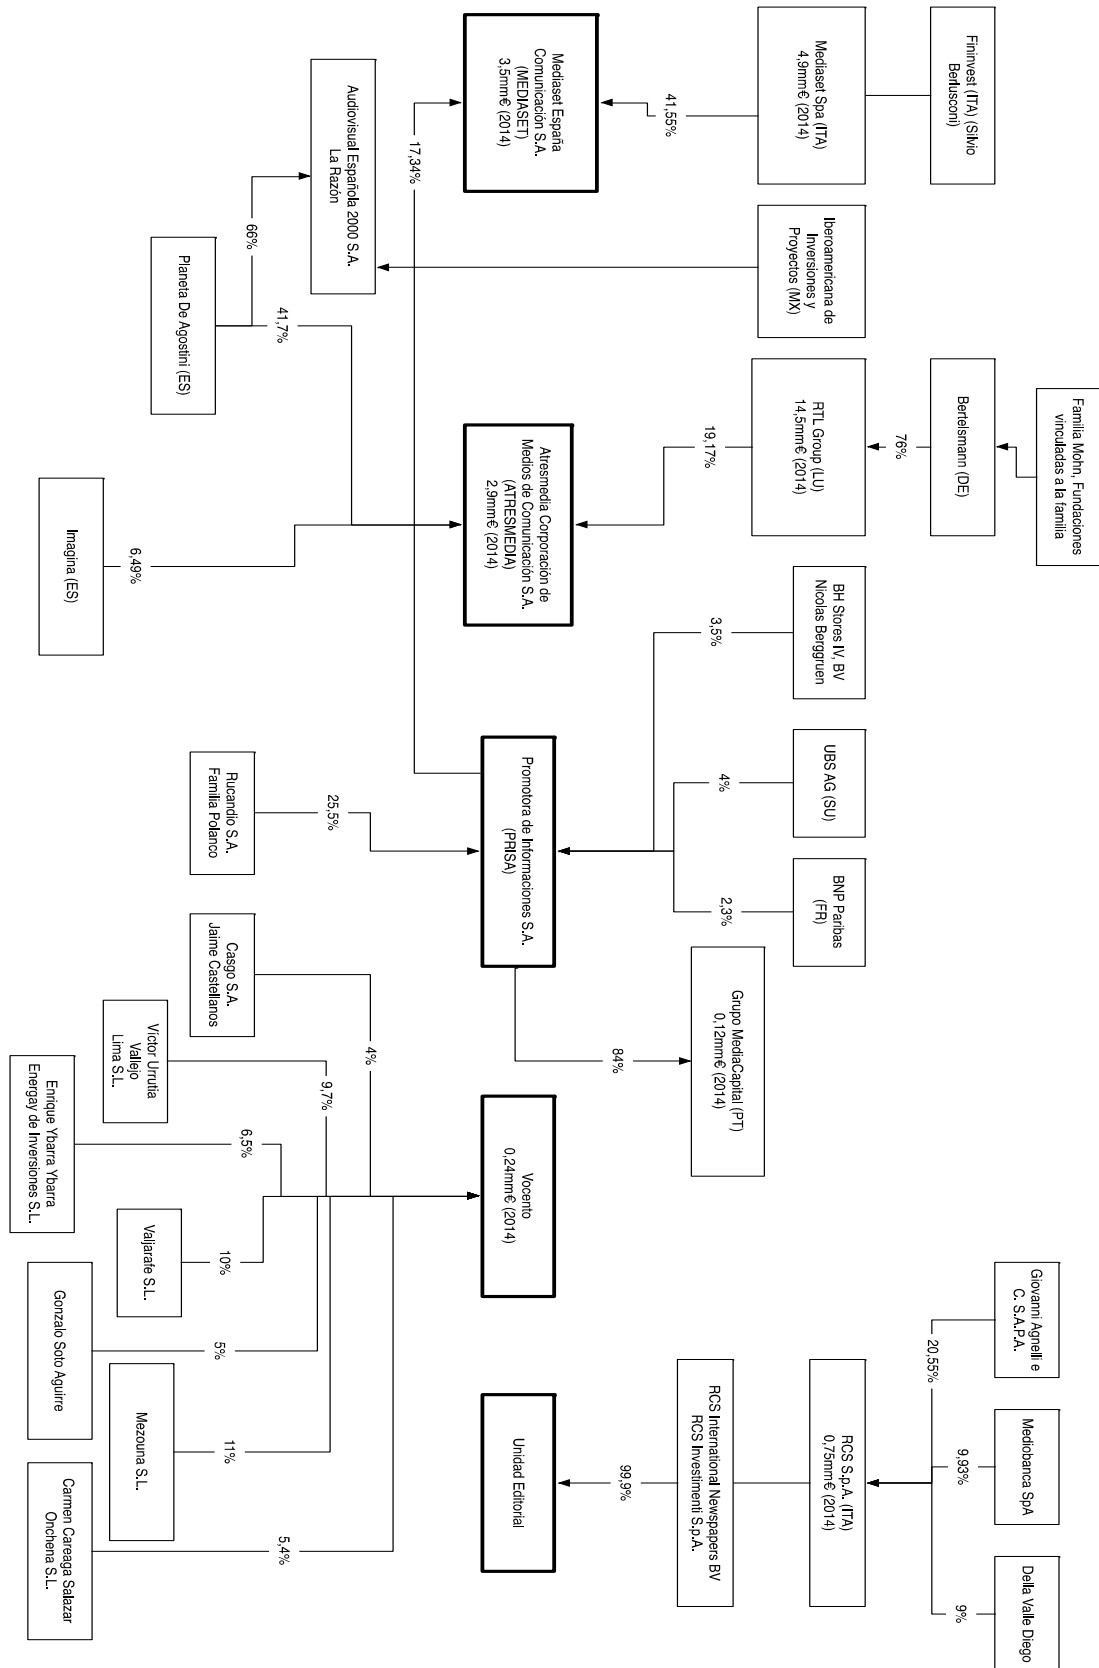 Fininvest (ITA) (Silvio
Berlusconi)
Mediaset Spa (ITA)
4,9mm€ (2014)
41,55%
Mediaset España
Comunicación S.A.
(MEDIASET)
3,5mm€ (2014)
17,34%
Iberoamericana de
Inversiones y
Proyectos (MX)
Audiovisual Española 2000 S.A.
La Razón
66%
Planeta De Agostini (ES)
41,7%
Familia Mohn, Fundaciones
vinculadas a la familia
Bertelsmann (DE)
76%
RTL Group (LU)
14,5mm€ (2014)
19,17%
Atresmedia Corporación de
Medios de Comunicación S.A.
(ATRESMEDIA)
2,9mm€ (2014)
6,49%
Imagina (ES)
BH Stores IV, BV
Nicolas Berggruen
3,5%
UBS AG (SU)
4%
BNP Paribas
(FR)
2,3%
Promotora de Informaciones S.A.
(PRISA)
25,5%
Rucandio S.A.
Familia Polanco
Grupo MediaCapital (PT)
0,12mm€ (2014)
84%
Vocento
0,24mm€ (2014)
Casgo S.A.
Jaime Castellanos
4%
Víctor Urrutia
Vallejo
Lima S.L.
9,7%
Enrique Ybarra Ybarra
Energay de Inversiones S.L.
6,5%
Valjarafe S.L.
10%
Gonzalo Soto Aguirre
5%
Mezouna S.L.
11%
Carmen Careaga Salazar
Onchena S.L.
5,4%
Giovanni Agnelli e
C. S.A.P.A.
20,55%
Mediobanca SpA
9,93%
Della Valle Diego
9%
RCS S.p.A. (ITA)
0,75mm€ (2014)
RCS International Newspapers BV
RCS Investimenti S.p.A.
99,9%
Unidad Editorial